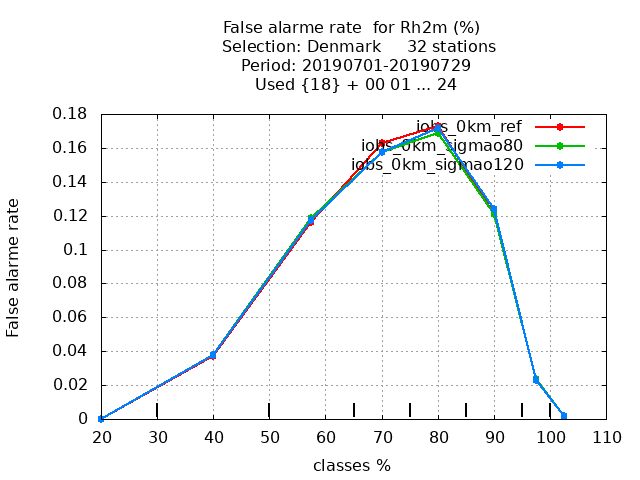 False alarme rate  for Rh2m (%)
Selection: Denmark     32 stations
Period: 20190701-20190729
Used {18} + 00 01 ... 24
0.18
0.16
0.14
0.12
0.1
0.08
0.06
0.04
0.02
0
False alarme rate
iobs_0km_ref
iobs_0km_sigmao80
iobs_0km_sigmao120
20 30 40 50 60 70 80 90 100 110
classes %